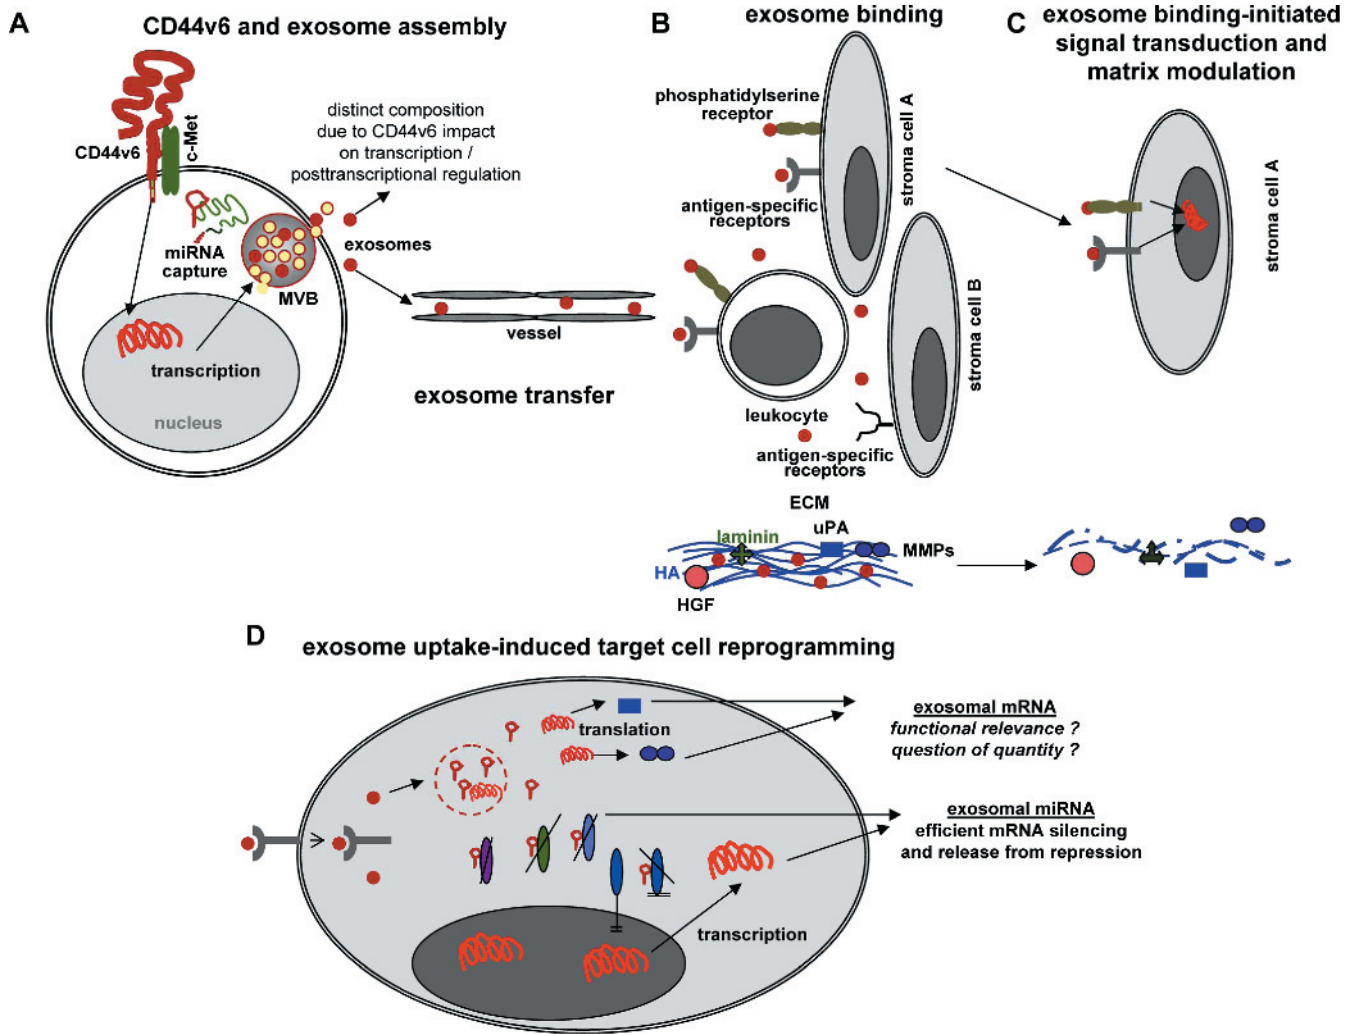 A
CD44v6 and exosome assembly
CD44v6
c-Met
distinct composition
due to CD44v6 impact
on transcription /
posttranscriptional regulation
miRNA
capture
MVB
exosomes
transcription
nucleus
vessel
exosome transfer
B
exosome binding
phosphatidylserine
receptor
stroma cell A
antigen-specific
receptors
stroma cell B
leukocyte
antigen-specific
receptors
ECM
laminin
uPA
MMPs
HA
HGF
C
exosome binding-initiated
signal transduction and
matrix modulation
stroma cell A
D
exosome uptake-induced target cell reprogramming
translation
exosomal mRNA
functional relevance ?
question of quantity ?
exosomal miRNA
efficient mRNA silencing
and release from repression
transcription